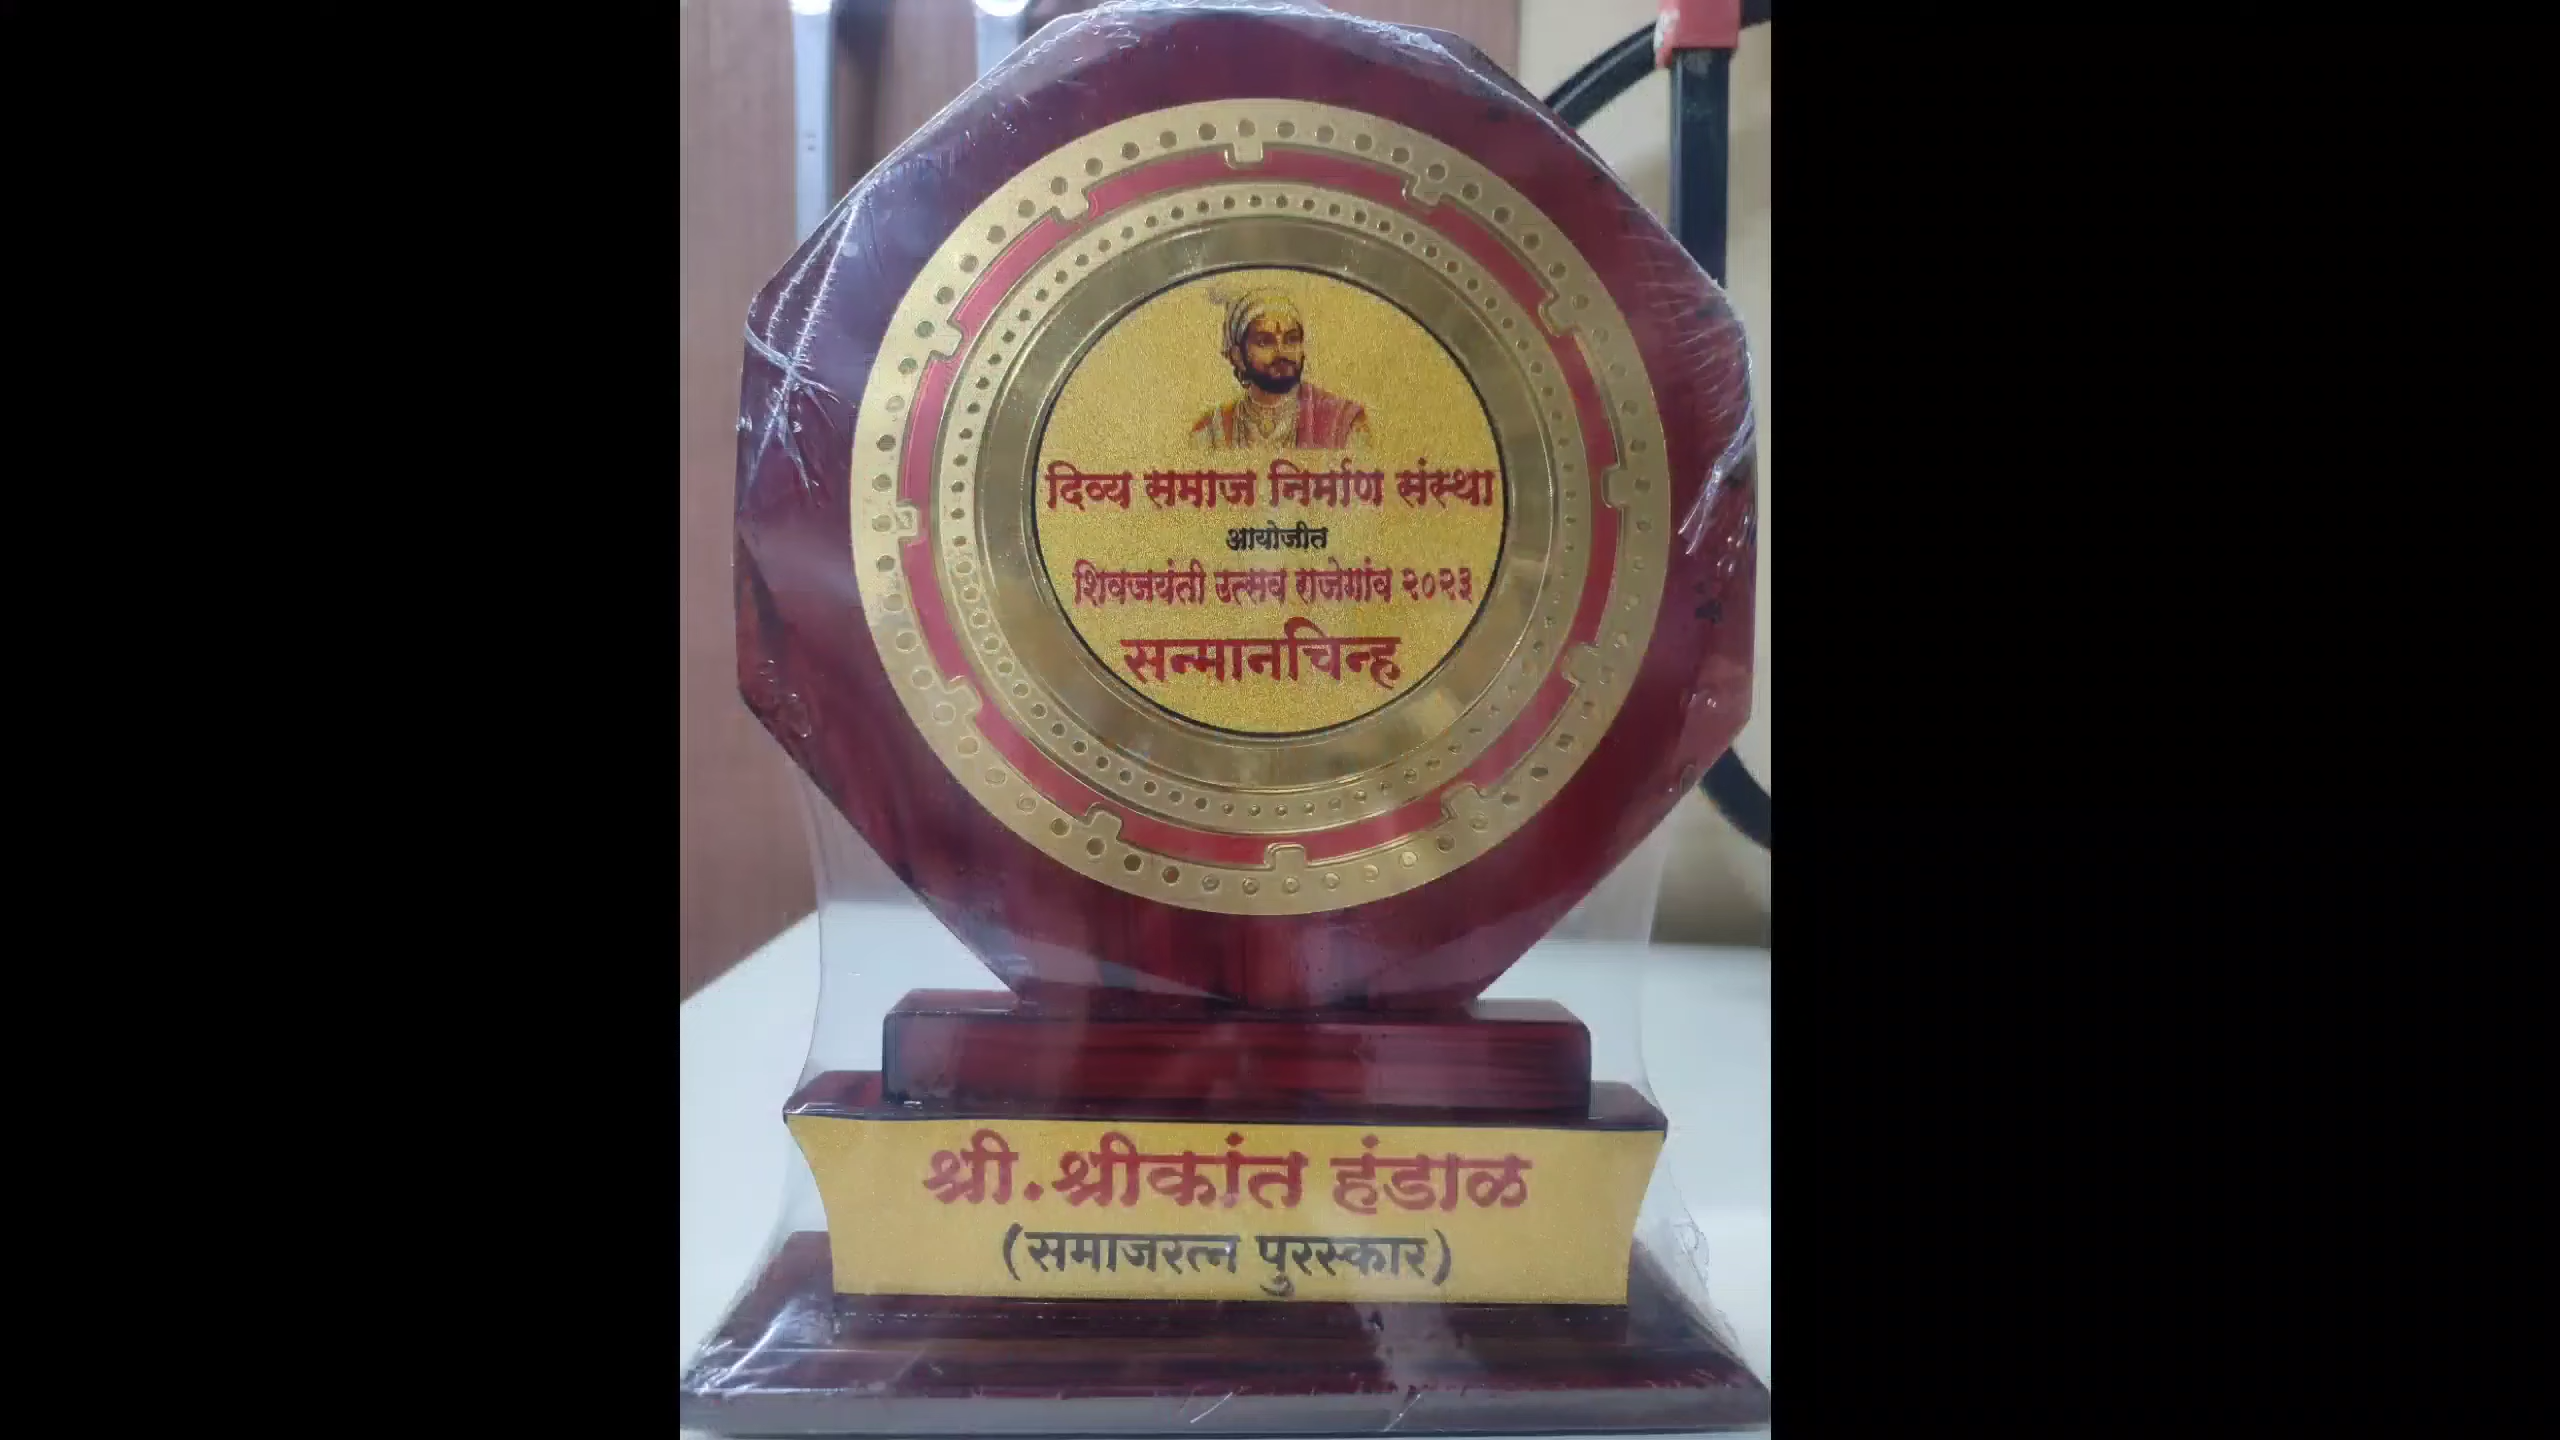 दिव्य समाज निर्माण संस्था
आयोजीत
शिवजयंती उत्सव राजेगांव २०२३
सन्मानचिन्ह
श्री.श्रीकांत हंडाळ
(समाजरत्न पुरस्कार)